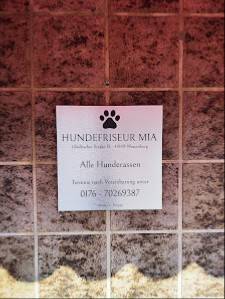 HUNDEFRISEUR MIA
Alle Hunderassen
Termine nach Vereinbarung unter
0176 - 70269387